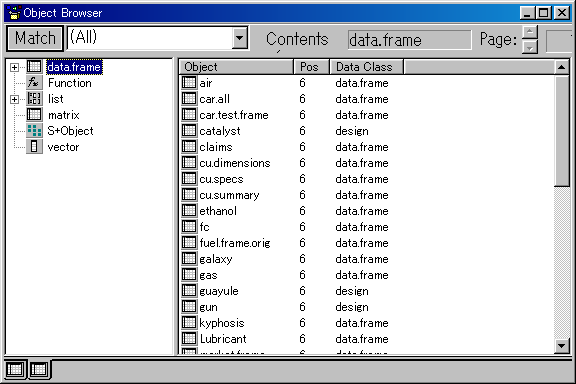 Object Browser
Match (All) Contents data.frame Page:
data.frame
Function
list
matrix
S+Object
vector
Object Pos Data Class
air 6 data.frame
car.all 6 data.frame
car.test.frame 6 data.frame
catalyst 6 design
claims 6 data.frame
cu.dimensions 6 data.frame
cu.specs 6 data.frame
cu.summary 6 data.frame
ethanol 6 data.frame
fc 6 data.frame
fuel.frame.orig 6 data.frame
galaxy 6 data.frame
gas 6 data.frame
guayule 6 design
gun 6 design
kyphosis 6 data.frame
Lubricant 6 data.frame